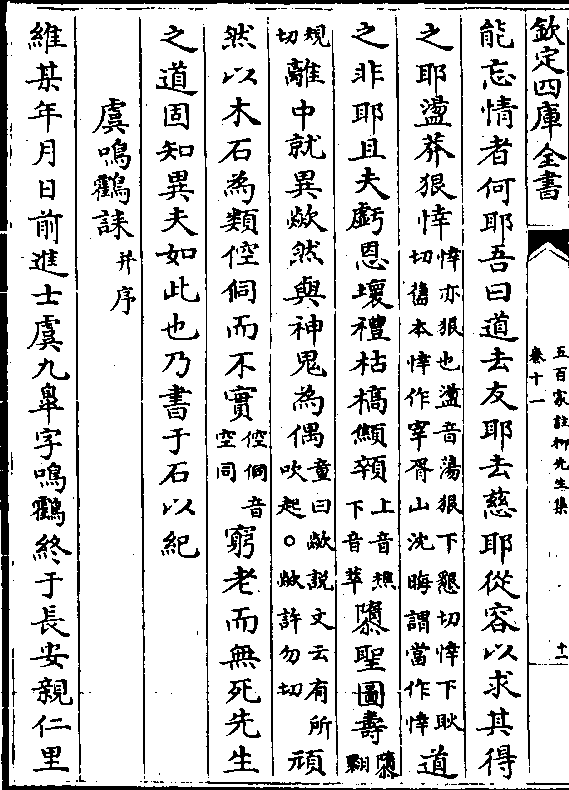 欽定四庫全書
五百家註柳先生集
卷十一
十一
能忘情者何耶吾曰道去友耶去慈耶從容以求其得
之耶盪莽狠悻悻亦狠也盪音蕩狠下懇切悻下耿切舊本悻作宰胥山沈晦謂當作悻道
之非耶且夫虧恩壞禮枯槁顦顇上音樵下音萃隳聖圖壽隳翾規切
離中就異歘然與神鬼為偶童曰歘說文云有所吹起○歘許勿切頑
然以木石為類倥侗而不實倥侗音空同窮老而無死先生
之道固知異夫如此也乃書于石以紀
虞鳴鶴誄并序
維某年月日前進士虞九臯字鳴鶴終于長安親仁里